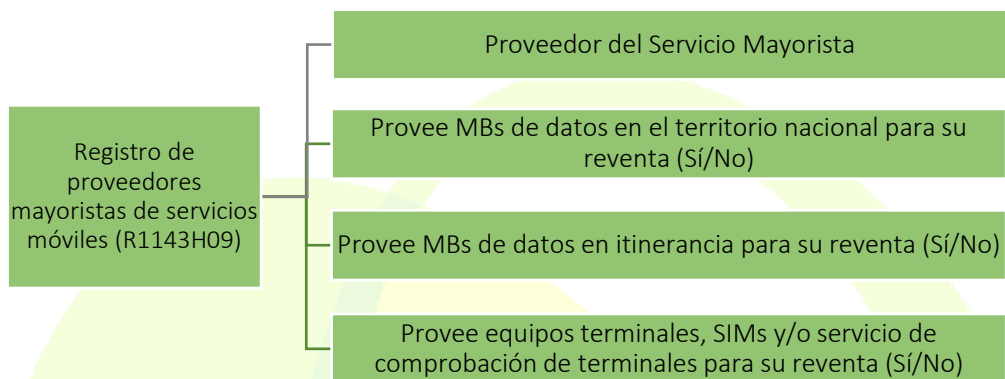 Registro de
proveedores
mayoristas de servicios
móviles (R1143H09)
Proveedor del Servicio Mayorista
Provee MBs de datos en el territorio nacional para su
reventa (Sí/No)
Provee MBs de datos en itinerancia para su reventa (Sí/No)
Provee equipos terminales, SIMs y/o servicio de
comprobación de terminales para su reventa (Sí/No)